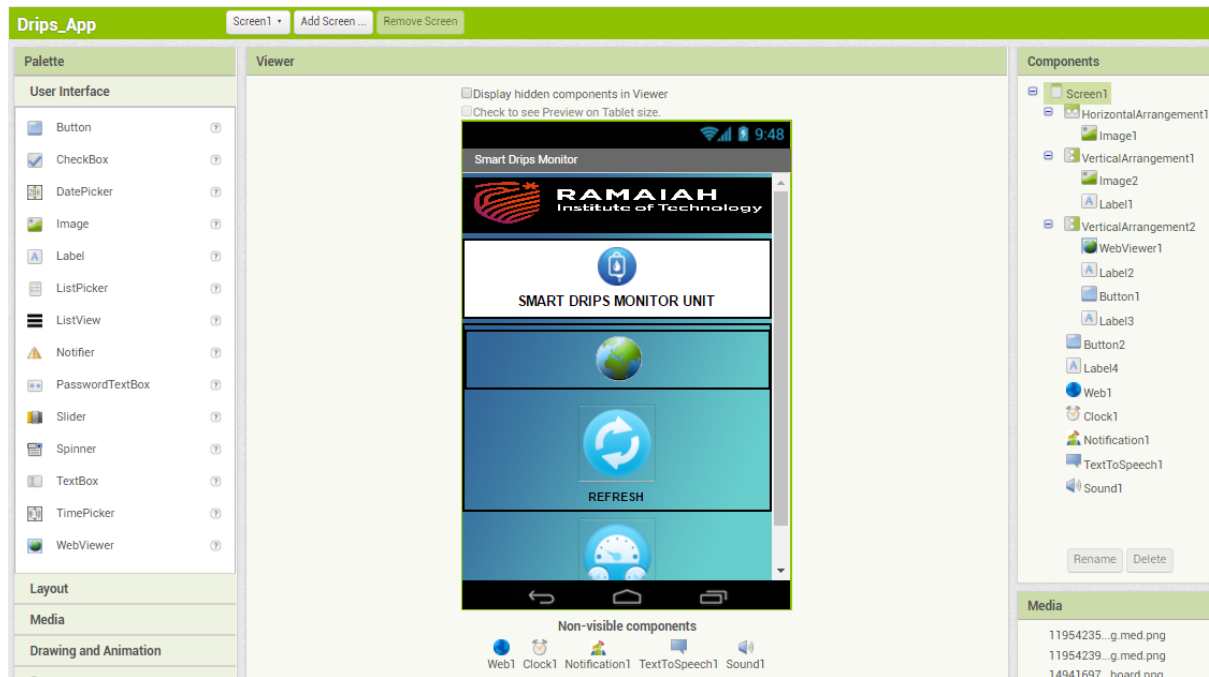 Drips_App
Screen1
Add Screen ...
Remove Screen
Palette
User Interface
Button
CheckBox
DatePicker
Image
Label
ListPicker
ListView
Notifier
PasswordTextBox
Slider
Spinner
TextBox
TimePicker
WebViewer
Layout
Media
Drawing and Animation
Viewer
Display hidden components in Viewer
Check to see Preview on Tablet size.
9:48
Smart Drips Monitor
RAMAIAH
Institute of Technology
SMART DRIPS MONITOR UNIT
REFRESH
Non-visible components
Web1 Clock1 Notification1 TextToSpeech1 Sound1
Components
Screen1
HorizontalArrangement1
Image1
VerticalArrangement1
Image2
Label1
VerticalArrangement2
WebViewer1
Label2
Button1
Label3
Button2
Label4
Web1
Clock1
Notification1
TextToSpeech1
Sound1
Rename Delete
Media
11954235...g.med.png
11954239...g.med.png
14941697...board.png